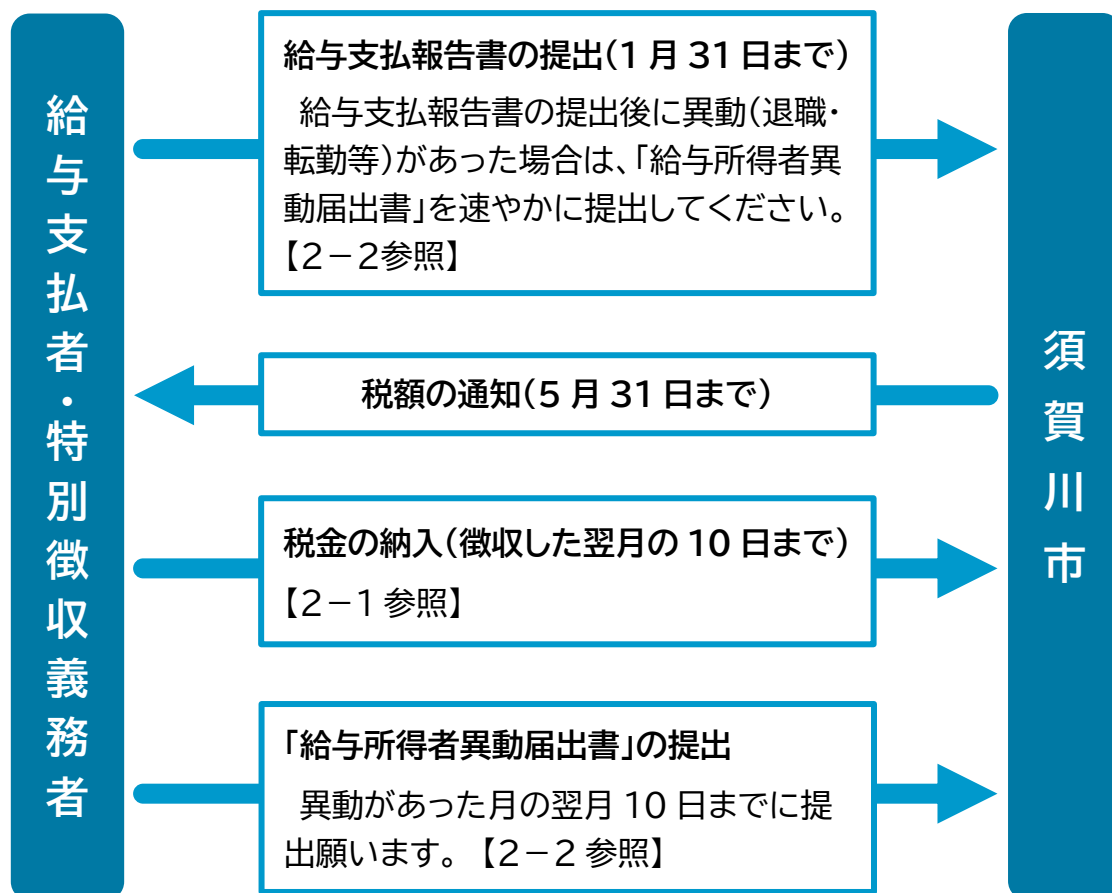 給与支払者・特別徴収義務者
給与支払報告書の提出(1月31日まで)
給与支払報告書の提出後に異動(退職・
転勤等)があった場合は、「給与所得者異
動届出書」を速やかに提出してください。
【2-2参照】
税額の通知(5月31日まで)
税金の納入(徴収した翌月の10日まで)
【2-1参照】
「給与所得者異動届出書」の提出
異動があった月の翌月10日までに提
出願います。【2-2参照】
須賀川市